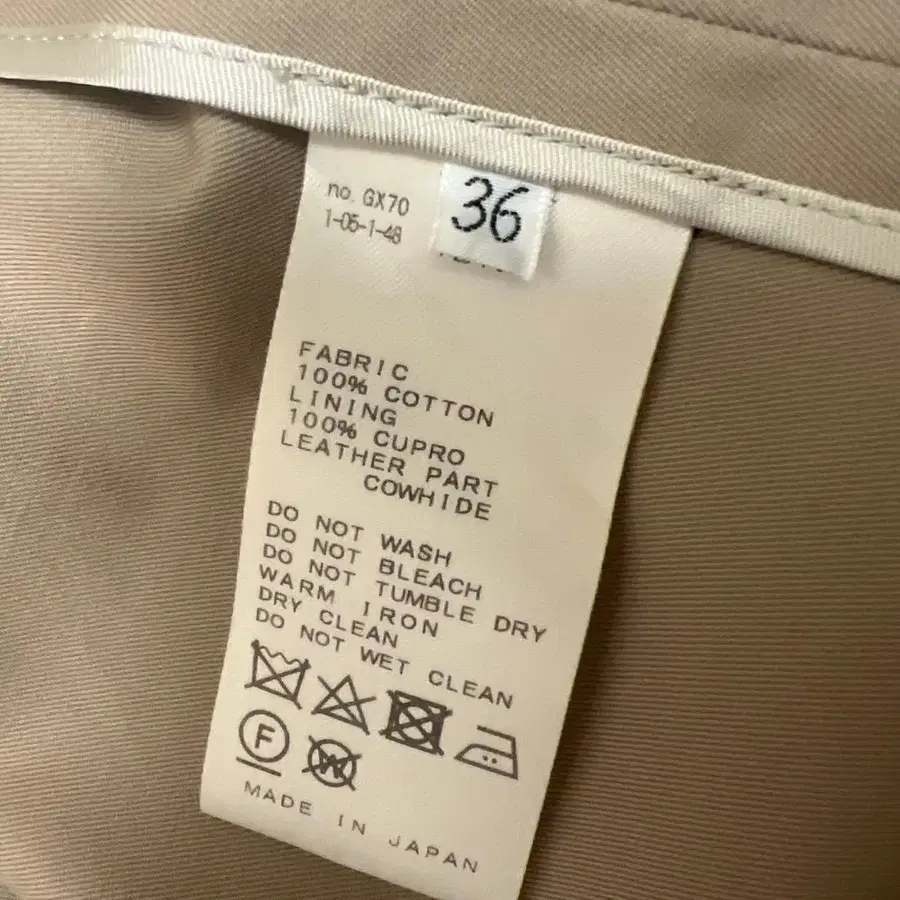 no. GX70
1-05-1-48
36
FABRIC
100% COTTON
LINING
100% CUPRO
LEATHER PART
COWHIDE
DO NOT WASH
DO NOT BLEACH
DO NOT TUMBLE DRY
WARM IRON
DRY CLEAN
DO NOT WET CLEAN
F
W
MADE IN JAPAN